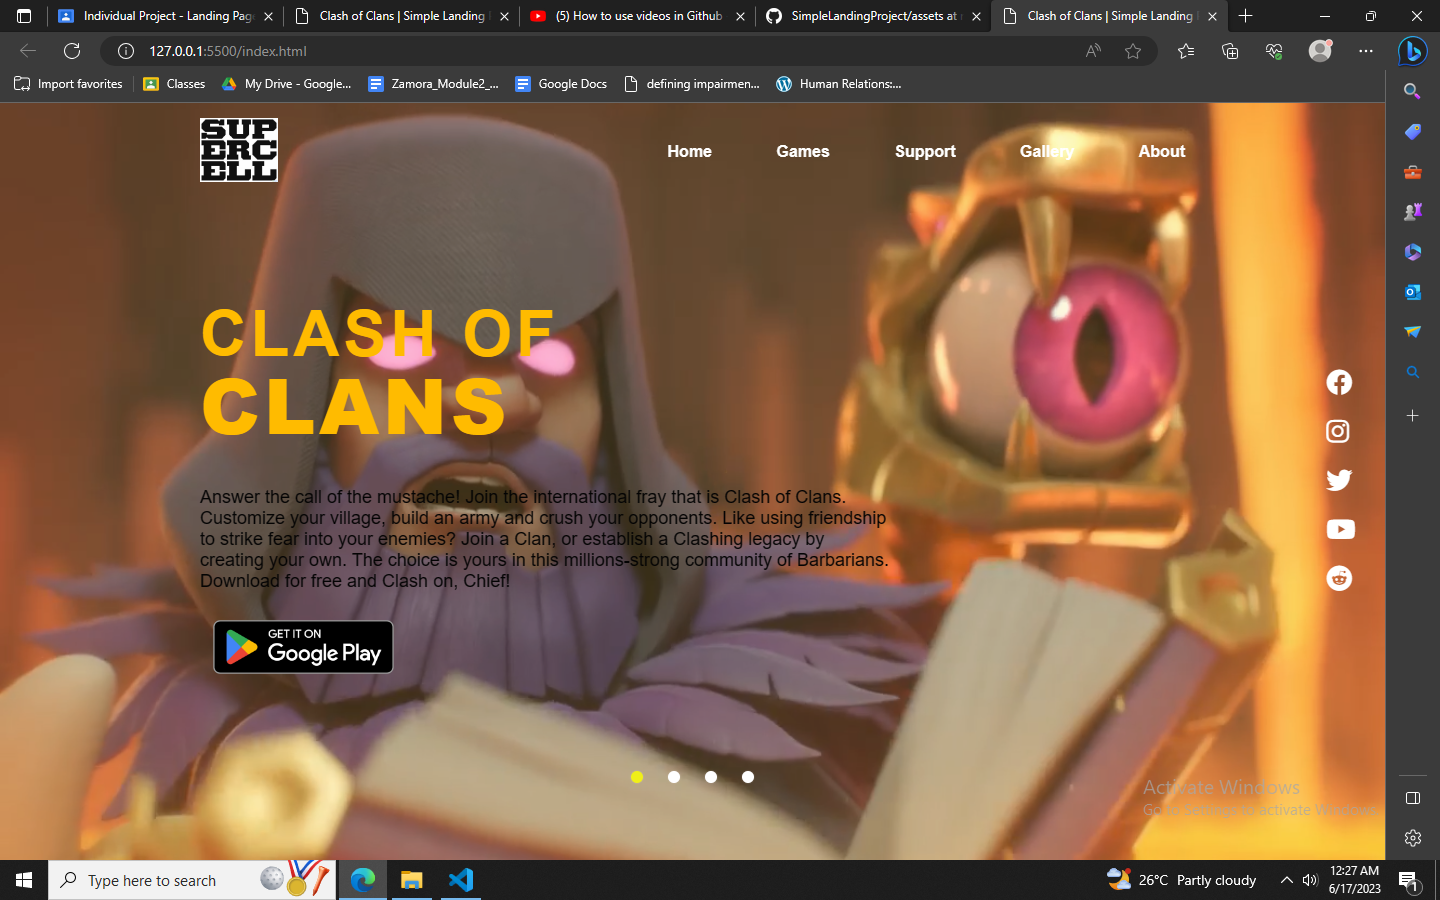 Individual Project - Landing Pag
Clash of Clans | Simple Landing
(5) How to use videos in Github
SimpleLandingProject/assets at
Clash of Clans | Simple Landing
127.0.0.1:5500/index.html
Import favorites
Classes
My Drive - Google...
Zamora_Module2_...
Google Docs
defining impairmen...
Human Relations:...
SUP
ERC
ELL
Home
Games
Support
Gallery
About
CLASH OF
CLANS
Answer the call of the mustache! Join the international fray that is Clash of Clans.
Customize your village, build an army and crush your opponents. Like using friendship
to strike fear into your enemies? Join a Clan, or establish a Clashing legacy by
creating your own. The choice is yours in this millions-strong community of Barbarians.
Download for free and Clash on, Chief!
GET IT ON
Google Play
Activate Windows
Go to Settings to activate Windows.
Type here to search
26°C Partly cloudy
12:27 AM
6/17/2023
1